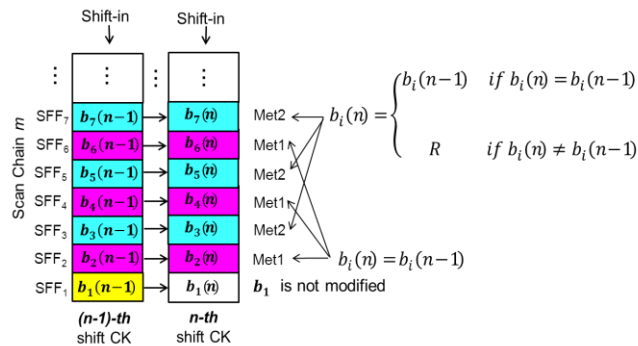 Shift-in Shift-in
⋮ ⋮ ⋮ ⋮
SFF₇ b₇(n−1) b₇(n) Met2
SFF₆ b₆(n−1) b₆(n) Met1
SFF₅ b₅(n−1) b₅(n) Met2
SFF₄ b₄(n−1) b₄(n) Met1
SFF₃ b₃(n−1) b₃(n) Met2
SFF₂ b₂(n−1) b₂(n) Met1
SFF₁ b₁(n−1) b₁(n) b₁ is not modified
(n-1)-th n-th
shift CK shift CK
Scan Chain m
bᵢ(n) = { bᵢ(n−1) if bᵢ(n) = bᵢ(n−1)
R if bᵢ(n) ≠ bᵢ(n−1)
bᵢ(n) = bᵢ(n−1)